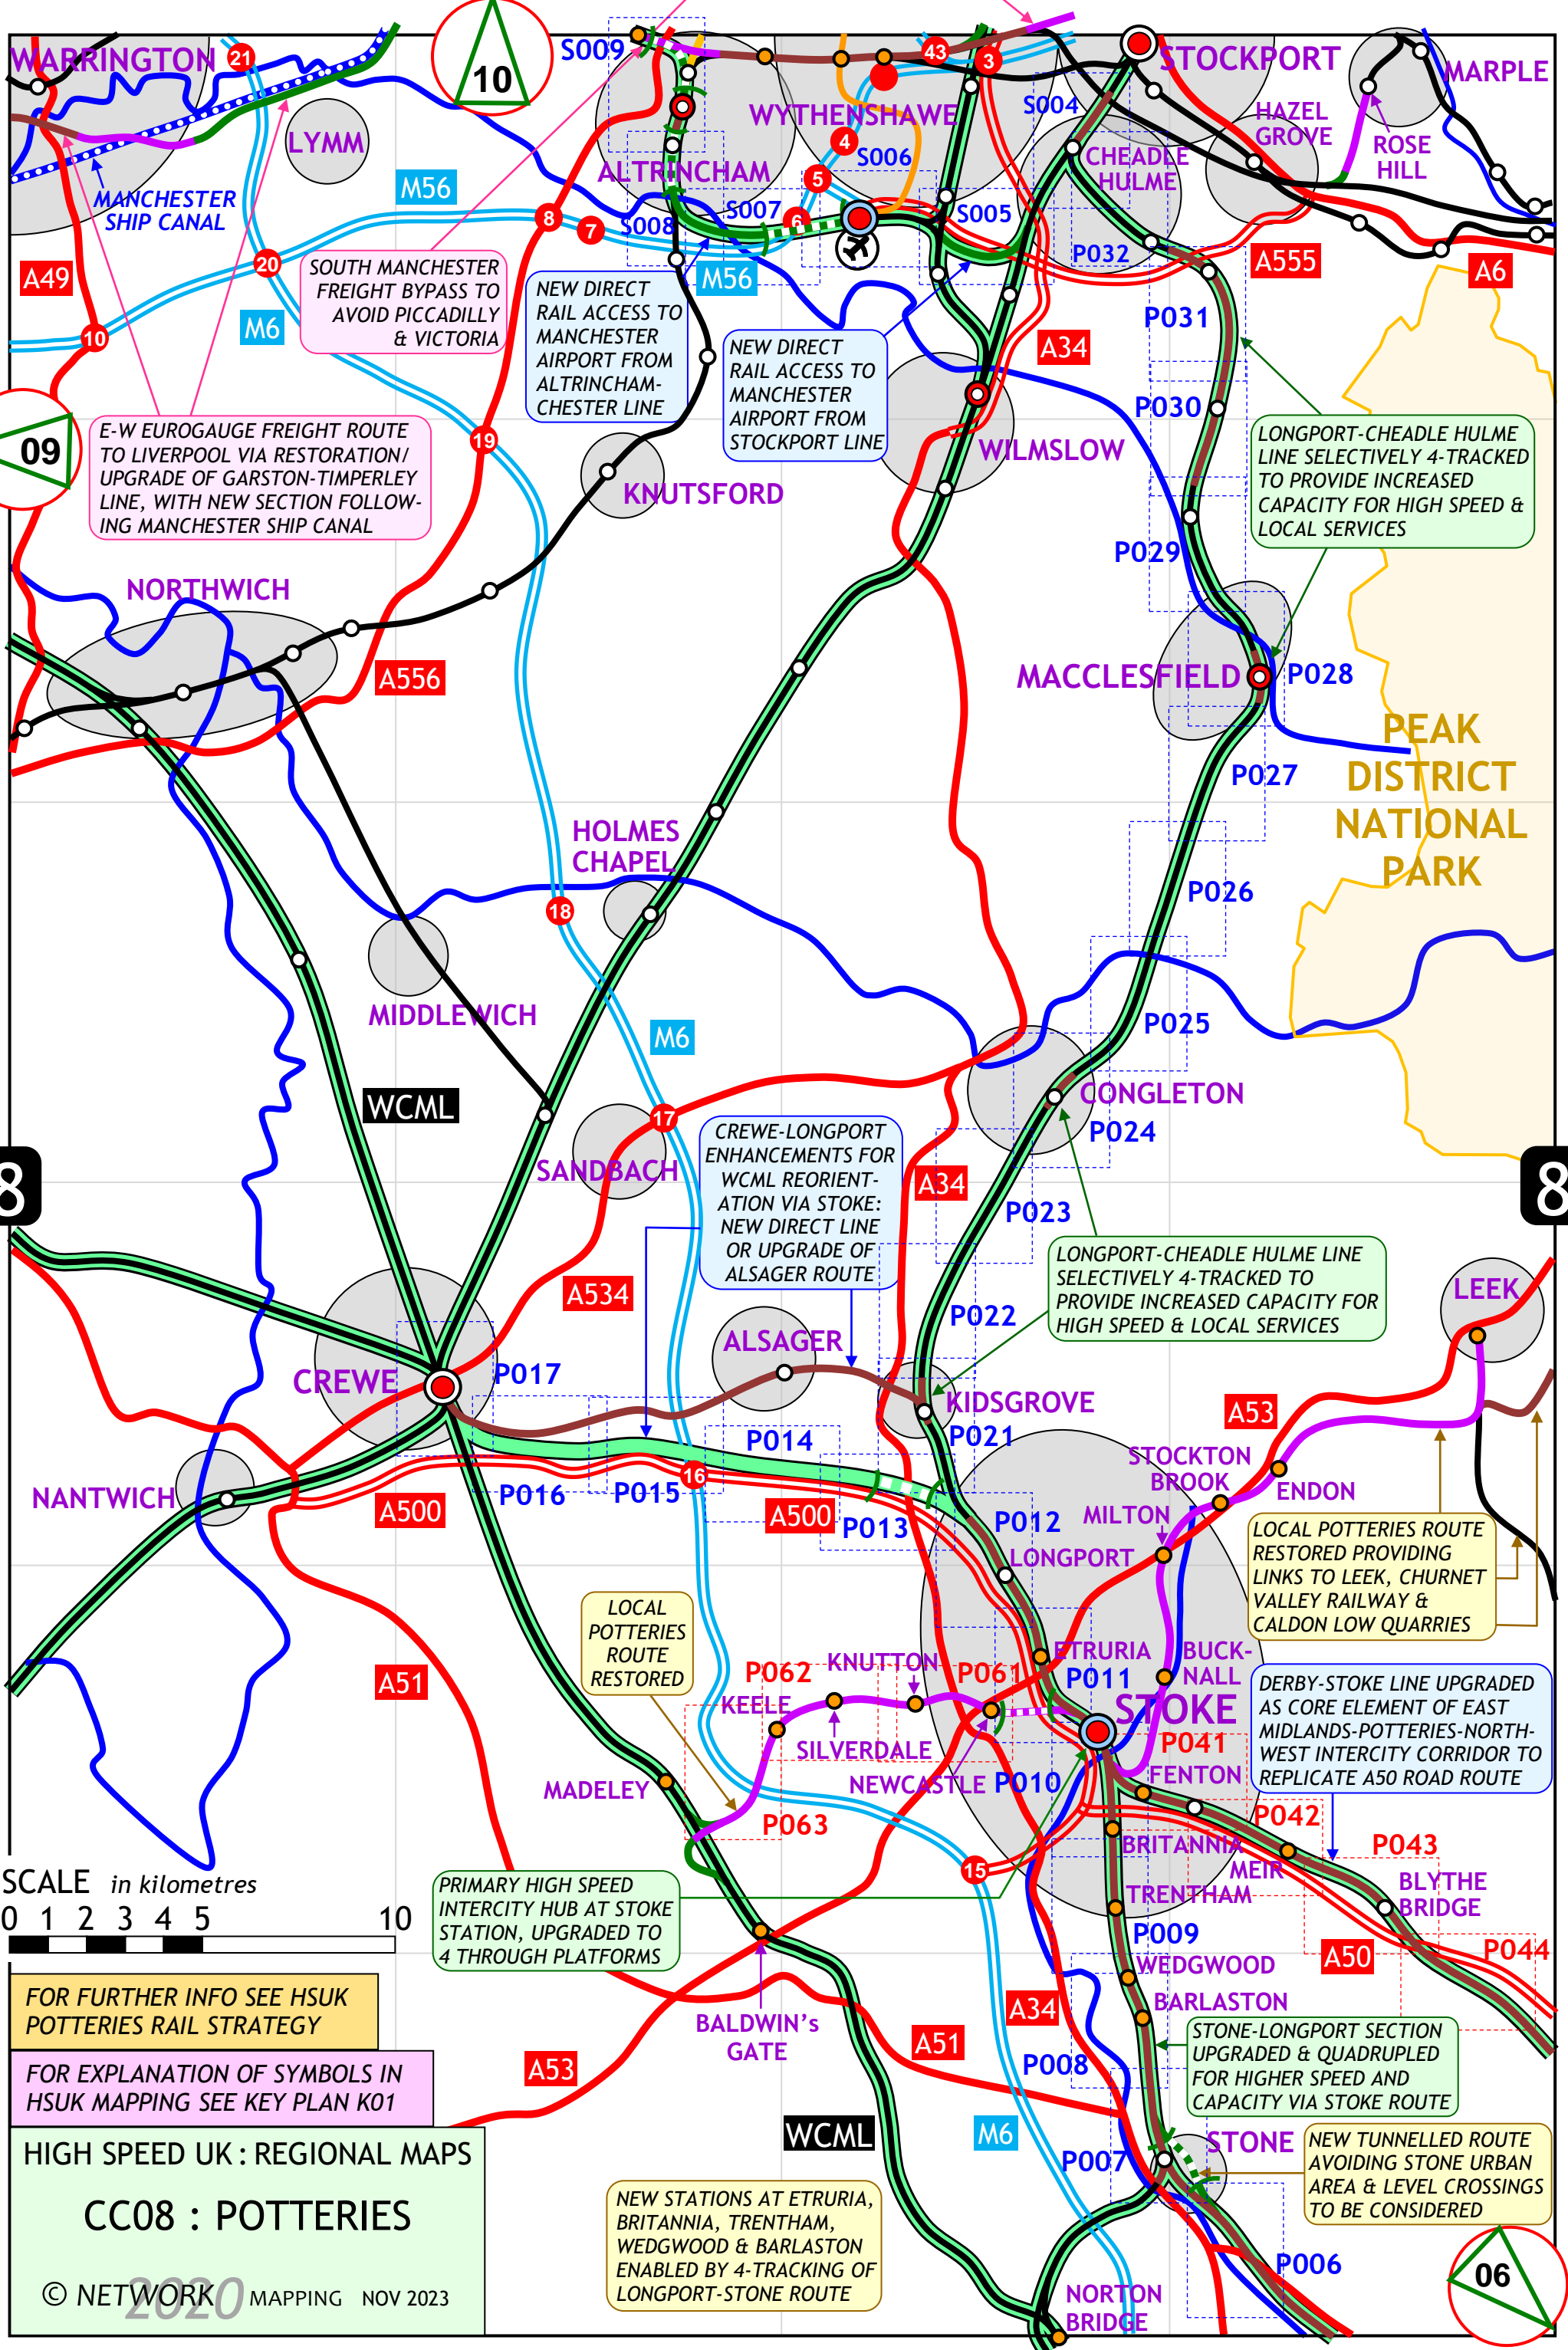 10
S009
43
3
STOCKPORT
WARRINGTON
21
MARPLE
LYMM
WYTHENSHAWE
S004
HAZEL
GROVE
ROSE
HILL
4
S006
CHEADLE
HULME
ALTRINCHAM
5
M56
MANCHESTER
SHIP CANAL
8
7
S008
S007
6
S005
P032
A555
A6
A49
20
SOUTH MANCHESTER
FREIGHT BYPASS TO
AVOID PICCADILLY
& VICTORIA
M56
M6
10
NEW DIRECT
RAIL ACCESS TO
MANCHESTER
AIRPORT FROM
ALTRINCHAM-
CHESTER LINE
NEW DIRECT
RAIL ACCESS TO
MANCHESTER
AIRPORT FROM
STOCKPORT LINE
A34
P031
P030
09
E-W EUROGAUGE FREIGHT ROUTE
TO LIVERPOOL VIA RESTORATION/
UPGRADE OF GARSTON-TIMPERLEY
LINE, WITH NEW SECTION FOLLOW-
ING MANCHESTER SHIP CANAL
19
KNUTSFORD
WILMSLOW
LONGPORT-CHEADLE HULME
LINE SELECTIVELY 4-TRACKED
TO PROVIDE INCREASED
CAPACITY FOR HIGH SPEED &
LOCAL SERVICES
P029
NORTHWICH
A556
MACCLESFIELD
P028
PEAK
DISTRICT
NATIONAL
PARK
P027
HOLMES
CHAPEL
P026
18
MIDDLEWICH
M6
P025
WCML
CONGLETON
17
P024
SANDBACH
CREWE-LONGPORT
ENHANCEMENTS FOR
WCML REORIENT-
ATION VIA STOKE:
NEW DIRECT LINE
OR UPGRADE OF
ALSAGER ROUTE
A34
8
8
P023
LONGPORT-CHEADLE HULME LINE
SELECTIVELY 4-TRACKED TO
PROVIDE INCREASED CAPACITY FOR
HIGH SPEED & LOCAL SERVICES
LEEK
A534
P022
ALSAGER
CREWE
P017
KIDSGROVE
A53
P021
P014
STOCKTON
BROOK
ENDON
NANTWICH
A500
P016
P015
16
A500
P013
P012
MILTON
LONGPORT
LOCAL POTTERIES ROUTE
RESTORED PROVIDING
LINKS TO LEEK, CHURNET
VALLEY RAILWAY &
CALDON LOW QUARRIES
LOCAL
POTTERIES
ROUTE
RESTORED
A51
P062
KNUTTON
P061
ETRURIA
P011
BUCK-
NALL
KEELE
STOKE
SILVERDALE
NEWCASTLE
P010
P041
FENTON
DERBY-STOKE LINE UPGRADED
AS CORE ELEMENT OF EAST
MIDLANDS-POTTERIES-NORTH-
WEST INTERCITY CORRIDOR TO
REPLICATE A50 ROAD ROUTE
MADELEY
P063
BRITANNIA
P042
P043
MEIR
15
BLYTHE
BRIDGE
TRENTHAM
SCALE in kilometres
0 1 2 3 4 5 10
PRIMARY HIGH SPEED
INTERCITY HUB AT STOKE
STATION, UPGRADED TO
4 THROUGH PLATFORMS
P009
A50
P044
WEDGWOOD
BARLASTON
FOR FURTHER INFO SEE HSUK
POTTERIES RAIL STRATEGY
BALDWIN's
GATE
A34
A51
STONE-LONGPORT SECTION
UPGRADED & QUADRUPLED
FOR HIGHER SPEED AND
CAPACITY VIA STOKE ROUTE
P008
A53
FOR EXPLANATION OF SYMBOLS IN
HSUK MAPPING SEE KEY PLAN K01
WCML
M6
P007
STONE
NEW TUNNELLED ROUTE
AVOIDING STONE URBAN
AREA & LEVEL CROSSINGS
TO BE CONSIDERED
HIGH SPEED UK : REGIONAL MAPS
CC08 : POTTERIES
© NETWORK 2020 MAPPING NOV 2023
NEW STATIONS AT ETRURIA,
BRITANNIA, TRENTHAM,
WEDGWOOD & BARLASTON
ENABLED BY 4-TRACKING OF
LONGPORT-STONE ROUTE
P006
06
NORTON
BRIDGE